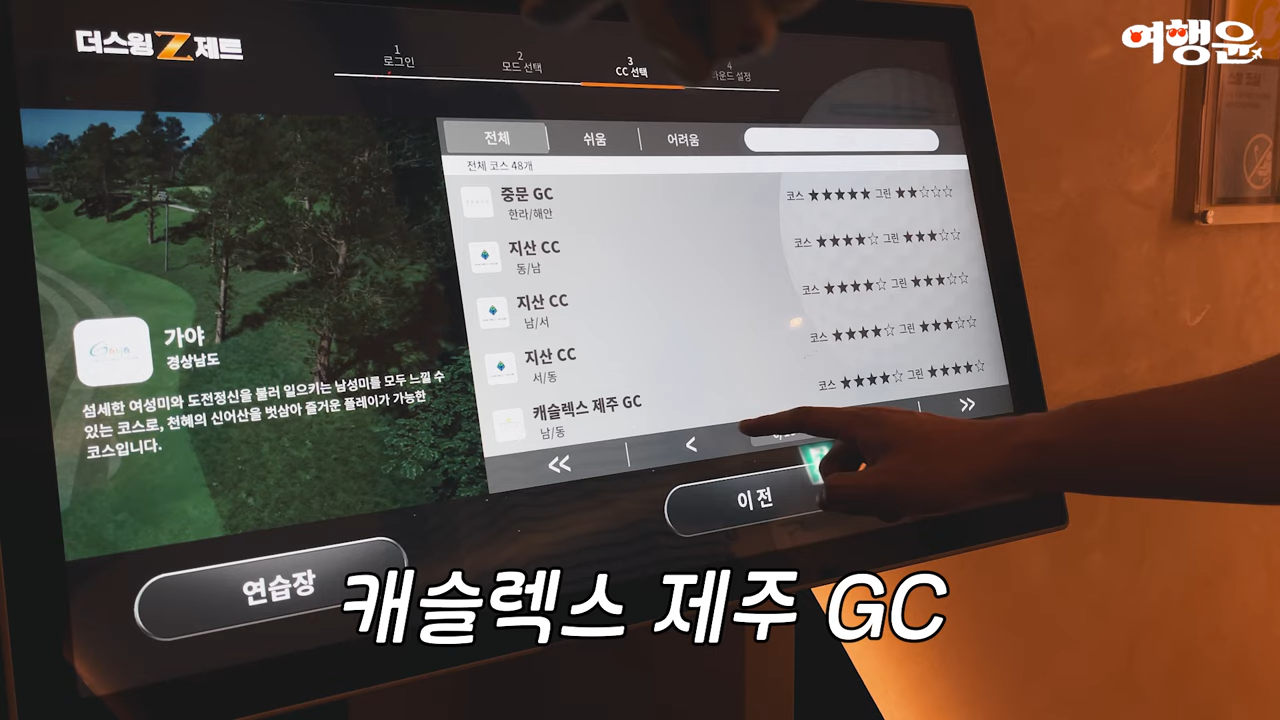 더스윙Z제트
여행윤
1
로그인
2
모드 선택
3
CC 선택
4
라운드 설정
전체
쉬움
어려움
전체 코스 48개
중문 GC
한라/해안
코스 ★★★★★ 그린 ★★☆☆☆
지산 CC
동/남
코스 ★★★★☆ 그린 ★★★☆☆
지산 CC
남/서
코스 ★★★★☆ 그린 ★★★☆☆
지산 CC
서/동
코스 ★★★★☆ 그린 ★★★☆☆
캐슬렉스 제주 GC
남/동
코스 ★★★★☆ 그린 ★★★★☆
가야
경상남도
섬세한 여성미와 도전정신을 불러 일으키는 남성미를 모두 느낄 수
있는 코스로, 천혜의 신어산을 벗삼아 즐거운 플레이가 가능한
코스입니다.
<< < >>
이전
연습장
캐슬렉스 제주 GC